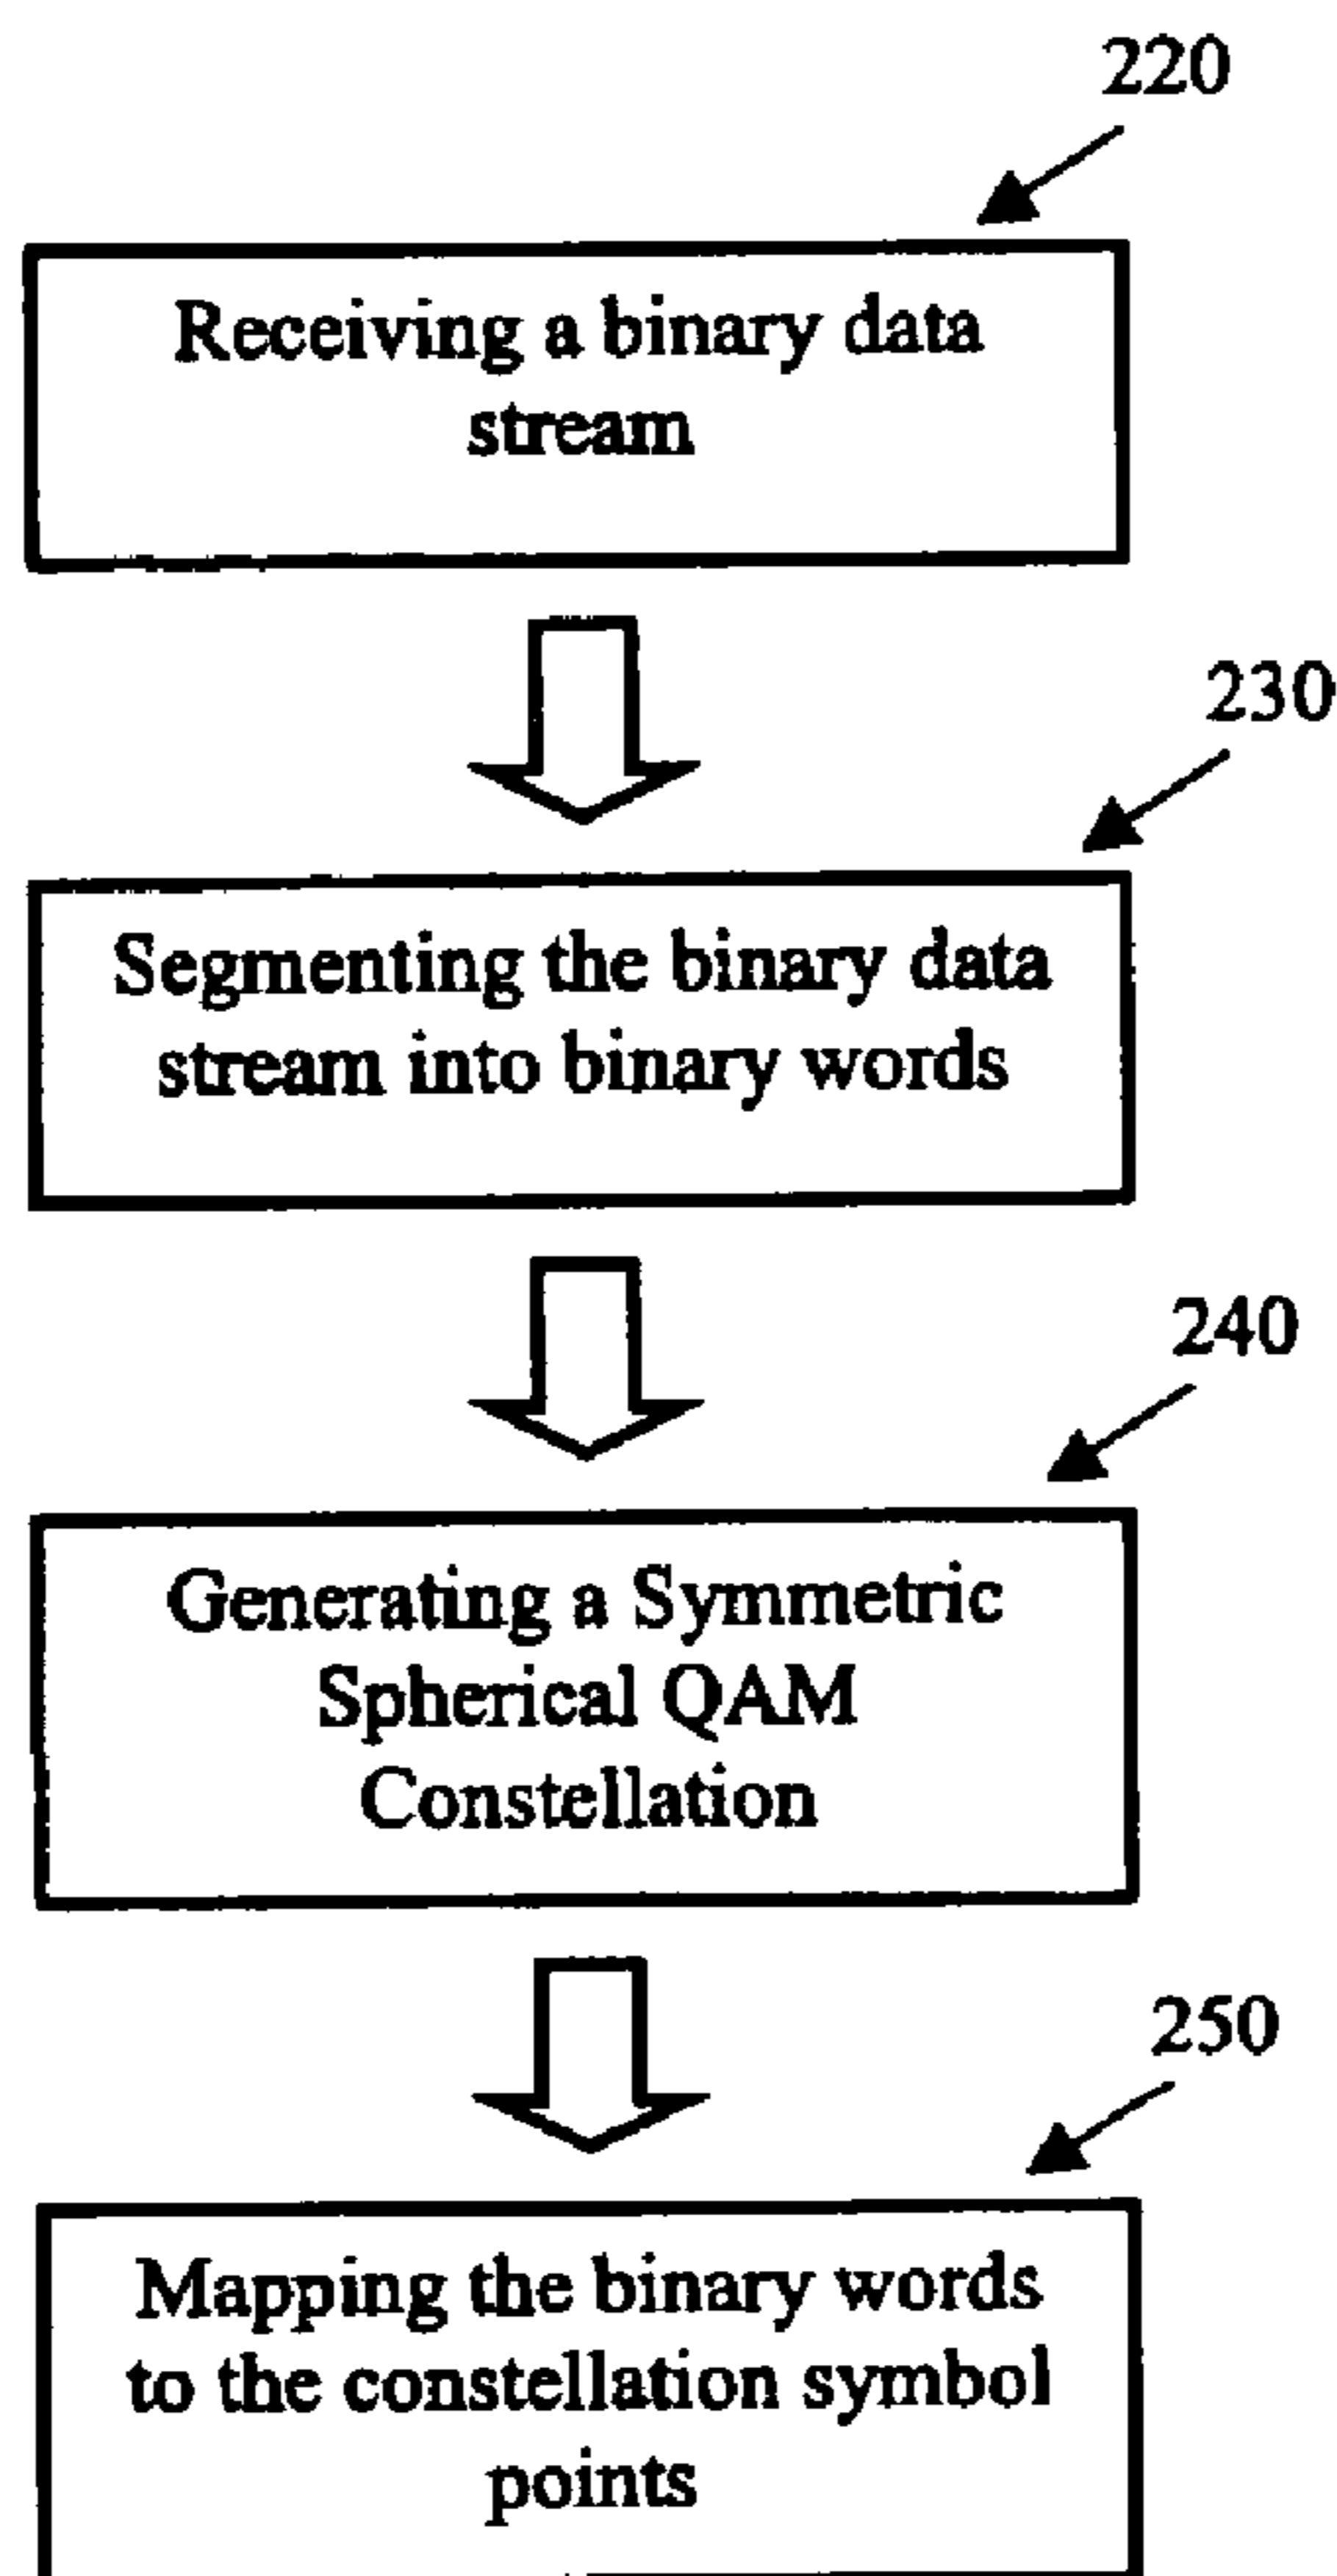 220
Receiving a binary data
stream
230
Segmenting the binary data
stream into binary words
240
Generating a Symmetric
Spherical QAM
Constellation
250
Mapping the binary words
to the constellation symbol
points